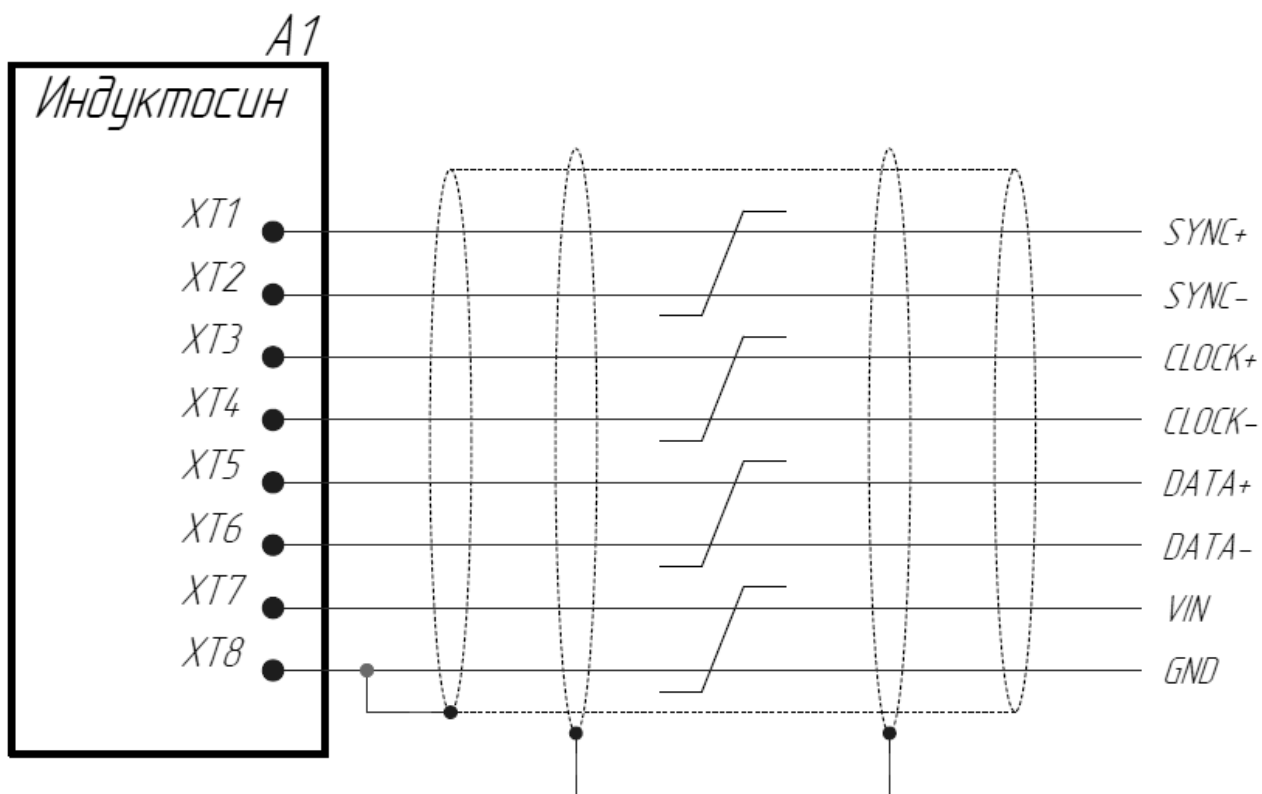 A1
Индуктосин
XT1
SYNC+
XT2
SYNC-
XT3
CLOCK+
XT4
CLOCK-
XT5
DATA+
XT6
DATA-
XT7
VIN
XT8
GND